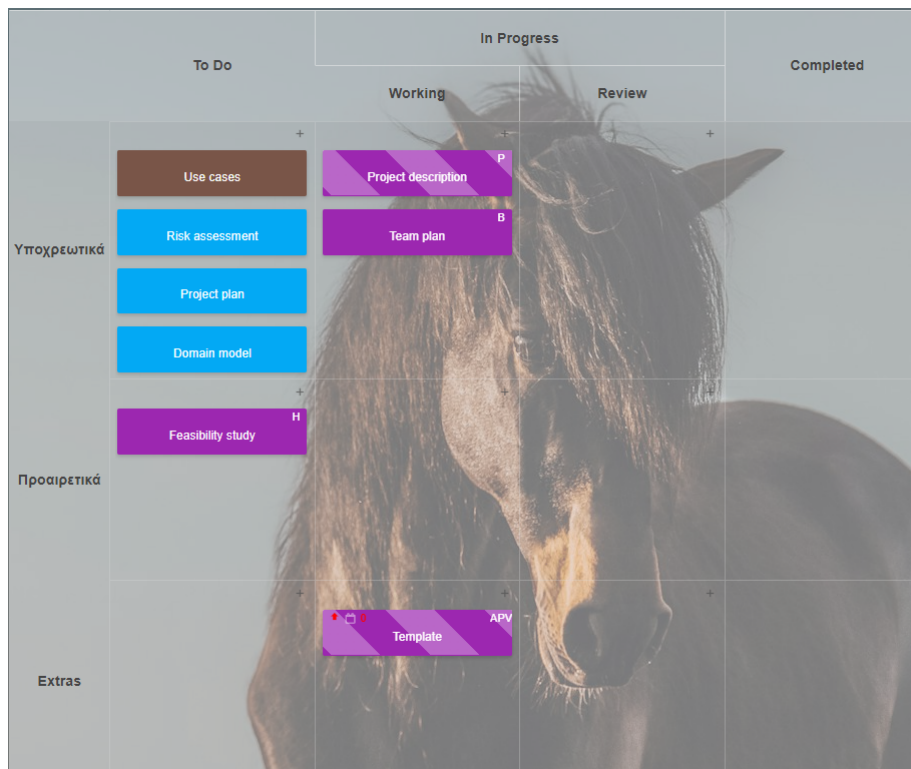 To Do
In Progress
Completed
Working
Review
+ + +
Υποχρεωτικά
Use cases
Risk assessment
Project plan
Domain model
P
Project description
B
Team plan
+ + +
Προαιρετικά
H
Feasibility study
+ + +
Extras
APV
Template